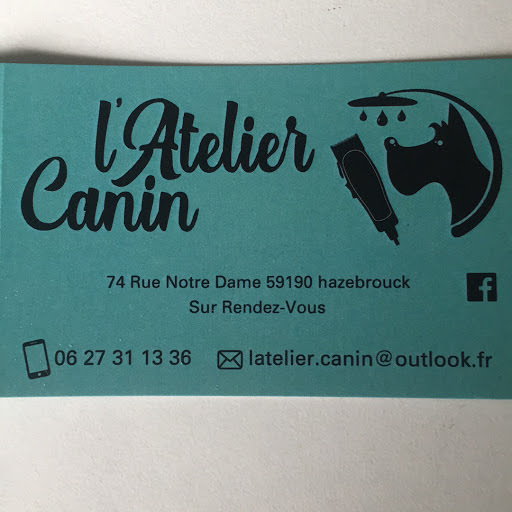 l'Atelier
Canin
74 Rue Notre Dame 59190 hazebrouck
Sur Rendez-Vous
06 27 31 13 36
latelier.canin@outlook.fr